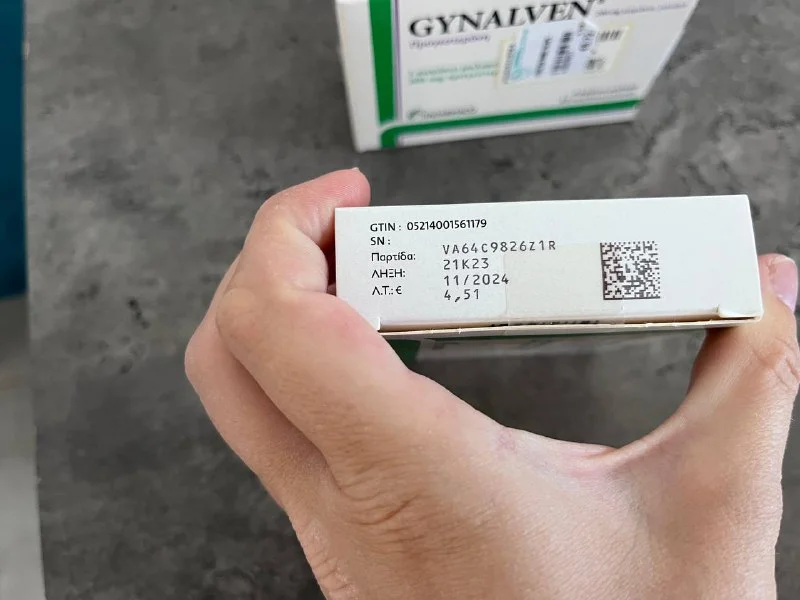 GYNALVEN®
GTIN : 05214001561179
SN : VA64C9826Z1R
Παρτίδα: 21K23
ΛΗΞΗ: 11/2024
Λ.Τ.: € 4,51